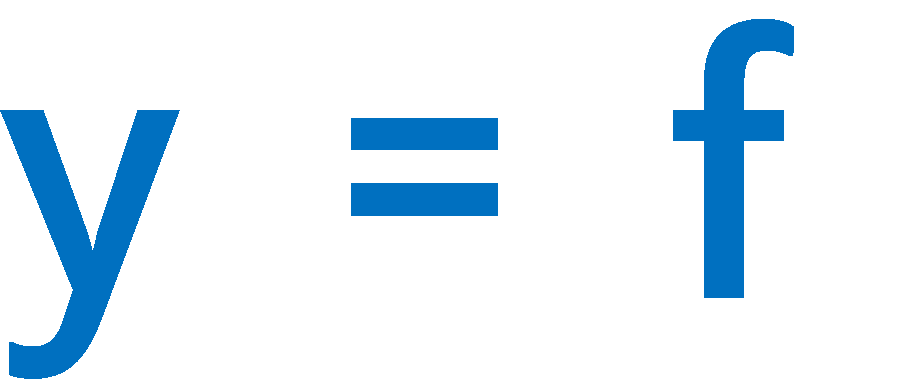 y = f